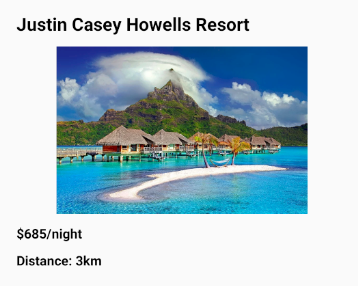 Justin Casey Howells Resort
$685/night
Distance: 3km